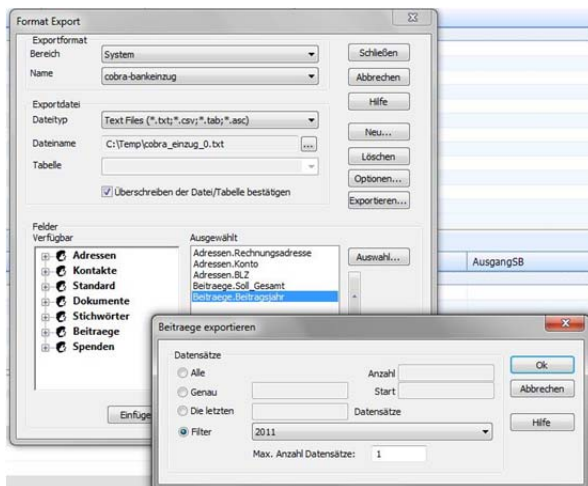 Format Export
Exportformat
Bereich
System
Schließen
Name
cobra-bankeinzug
Abbrechen
Hilfe
Exportdatei
Dateityp
Text Files (*.txt;*.csv;*.tab;*.asc)
Neu...
Dateiname
C:\Temp\cobra_einzug_0.txt
...
Löschen
Tabelle
Optionen...
Überschreiben der Datei/Tabelle bestätigen
Exportieren...
Felder
Verfügbar
Ausgewählt
Adressen
Kontakte
Standard
Dokumente
Stichwörter
Beitraege
Spenden
Adressen.Rechnungsadresse
Adressen.Konto
Adressen.BLZ
Beitraege.Soll_Gesamt
Beitraege.Beitragsjahr
Auswahl...
AusgangSB
Einfüge
Beitraege exportieren
Datensätze
Alle
Anzahl
Ok
Genau
Start
Abbrechen
Die letzten
Datensätze
Filter
2011
Hilfe
Max. Anzahl Datensätze:
1